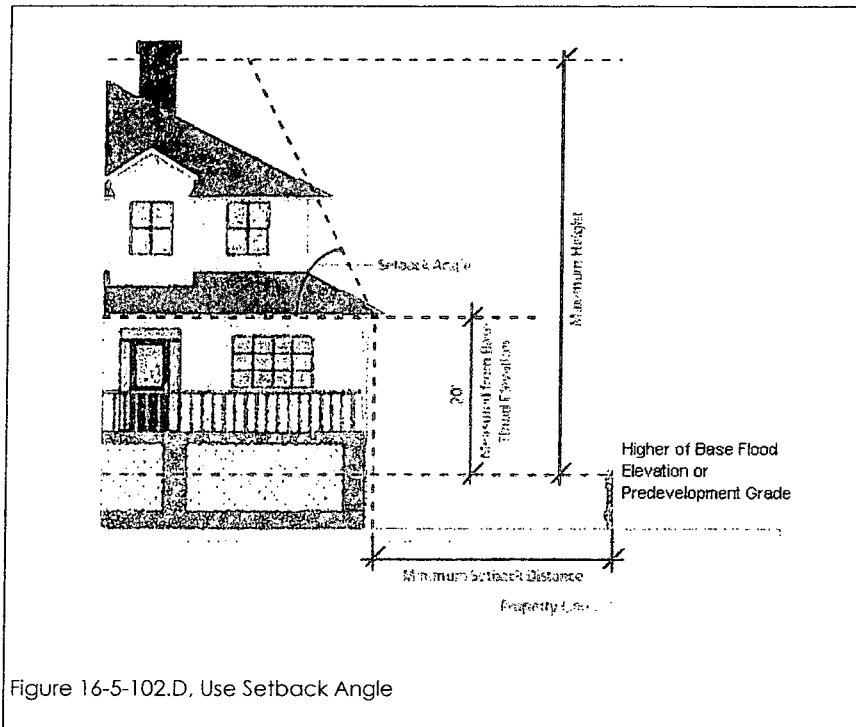 Setback Angle
Maximum Height
20'
Measured from Base
Flood Elevation
Higher of Base Flood
Elevation or
Predevelopment Grade
Minimum Setback Distance
Property Line
Figure 16-5-102.D, Use Setback Angle